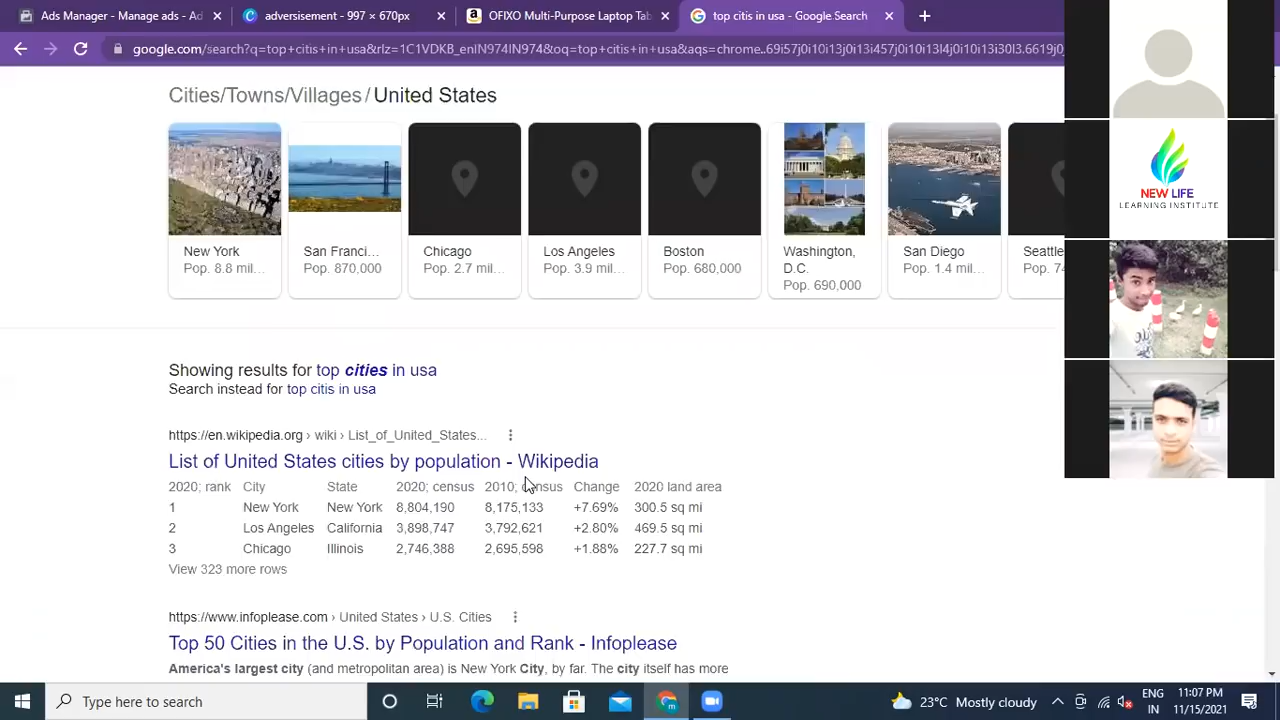 Ads Manager - Manage ads - Ad
adversisement - 997 × 670px
OFIXO Multi-Purpose Laptop Tab
top citis in usa - Google Search
google.com/search?q=top+citis+in+usa&rlz=1C1VDKB_enIN974IN974&oq=top+citis+in+usa&aqs=chrome..69i57j0i10i13j0i13i457j0i10i13l4j0i10i13i30l3.6619j0
Cities/Towns/Villages / United States
New York
Pop. 8.8 mil...
San Franci...
Pop. 870,000
Chicago
Pop. 2.7 mil...
Los Angeles
Pop. 3.9 mil...
Boston
Pop. 680,000
Washington,
D.C.
Pop. 690,000
San Diego
Pop. 1.4 mil...
Seattle
Pop. 74
NEW LIFE
LEARNING INSTITUTE
Showing results for top cities in usa
Search instead for top citis in usa
https://en.wikipedia.org › wiki › List_of_United_States...
List of United States cities by population - Wikipedia
2020; rank City State 2020; census 2010; census Change 2020 land area
1 New York New York 8,804,190 8,175,133 +7.69% 300.5 sq mi
2 Los Angeles California 3,898,747 3,792,621 +2.80% 469.5 sq mi
3 Chicago Illinois 2,746,388 2,695,598 +1.88% 227.7 sq mi
View 323 more rows
https://www.infoplease.com › United States › U.S. Cities
Top 50 Cities in the U.S. by Population and Rank - Infoplease
America's largest city (and metropolitan area) is New York City, by far. The city itself has more
Type here to search
23°C Mostly cloudy
ENG
IN
11:07 PM
11/15/2021